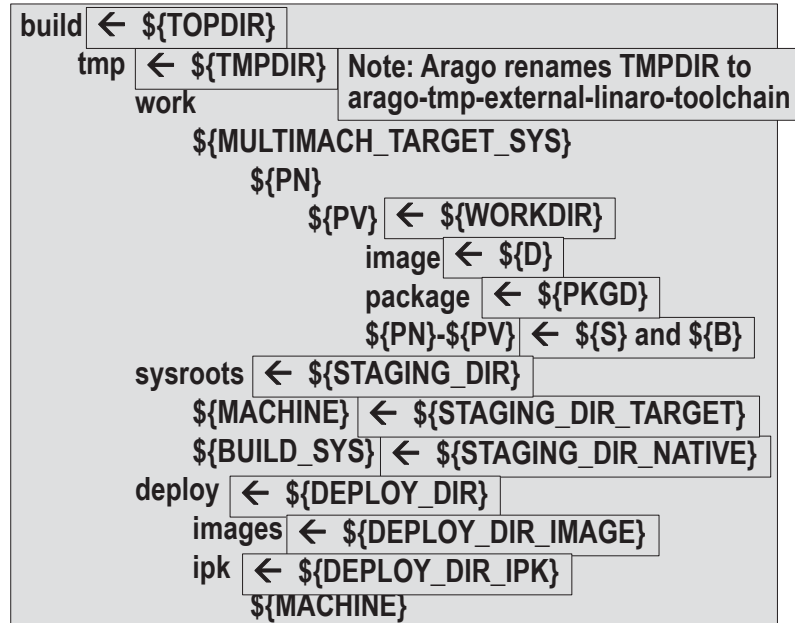 build ← ${TOPDIR}
tmp ← ${TMPDIR} Note: Arago renames TMPDIR to
arago-tmp-external-linaro-toolchain
work
${MULTIMACH_TARGET_SYS}
${PN}
${PV} ← ${WORKDIR}
image ← ${D}
package ← ${PKGD}
${PN}-${PV} ← ${S} and ${B}
sysroots ← ${STAGING_DIR}
${MACHINE} ← ${STAGING_DIR_TARGET}
${BUILD_SYS} ← ${STAGING_DIR_NATIVE}
deploy ← ${DEPLOY_DIR}
images ← ${DEPLOY_DIR_IMAGE}
ipk ← ${DEPLOY_DIR_IPK}
${MACHINE}